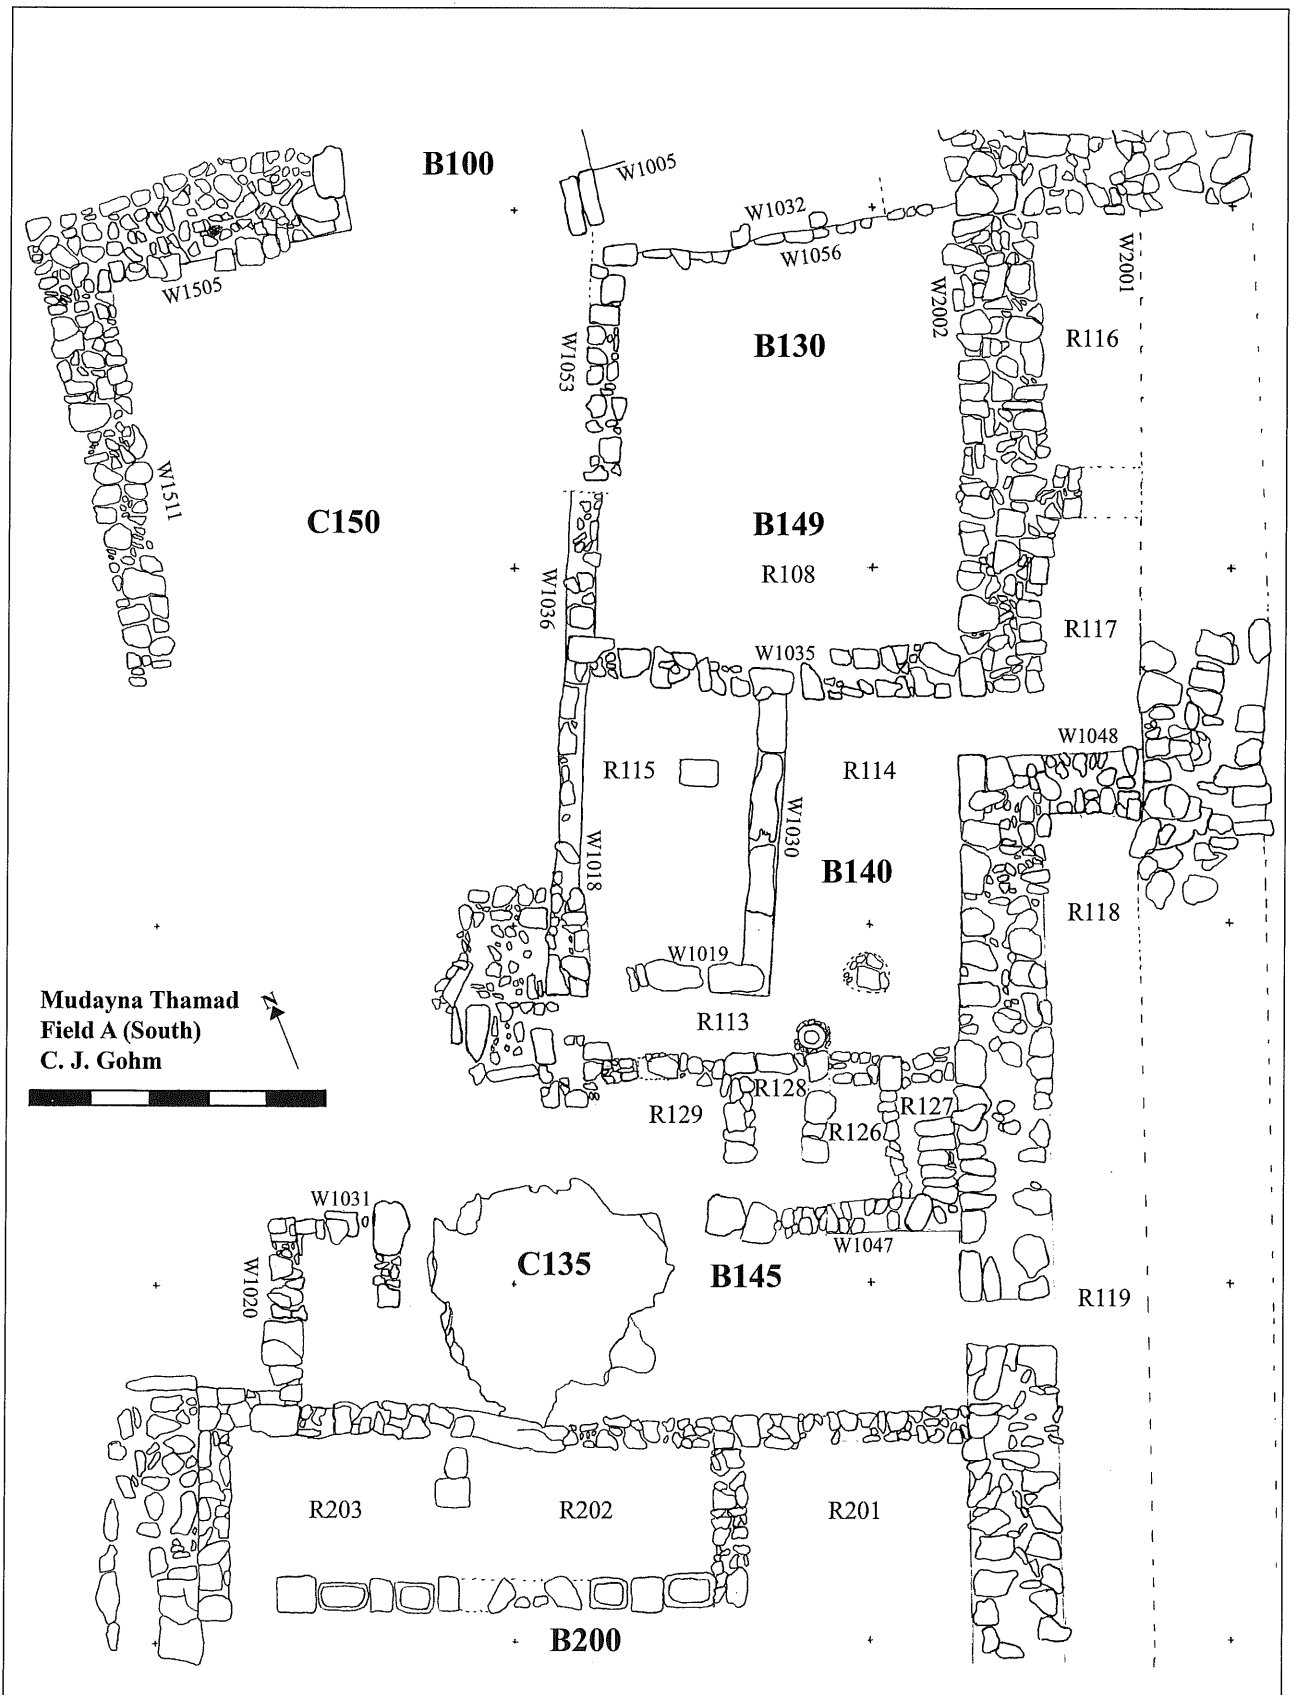 B100
W1005
W1032
W1056
W1505
W2002
W2001
R116
W1053
B130
W1511
C150
B149
R108
W1036
R117
W1035
W1048
R115
R114
W1030
W1018
B140
R118
W1019
Mudayna Thamad
Field A (South)
C. J. Gohm
N
R113
R128
R129
R126
R127
W1031
W1020
C135
B145
W1047
R119
R203
R202
R201
B200